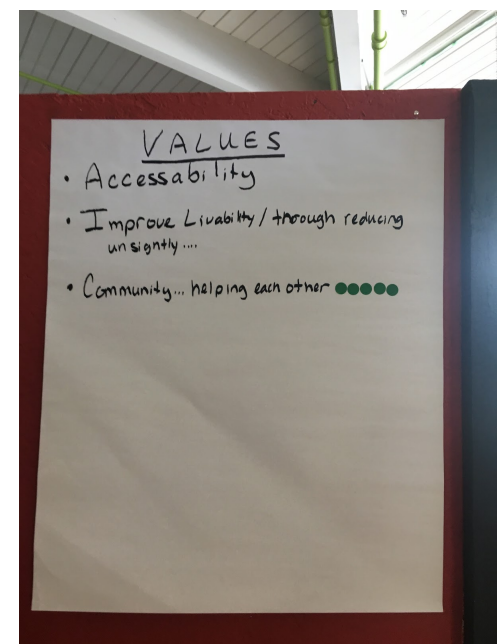 VALUES
• Accessability
• Improve Livability / through reducing
unsightly ....
• Community... helping each other